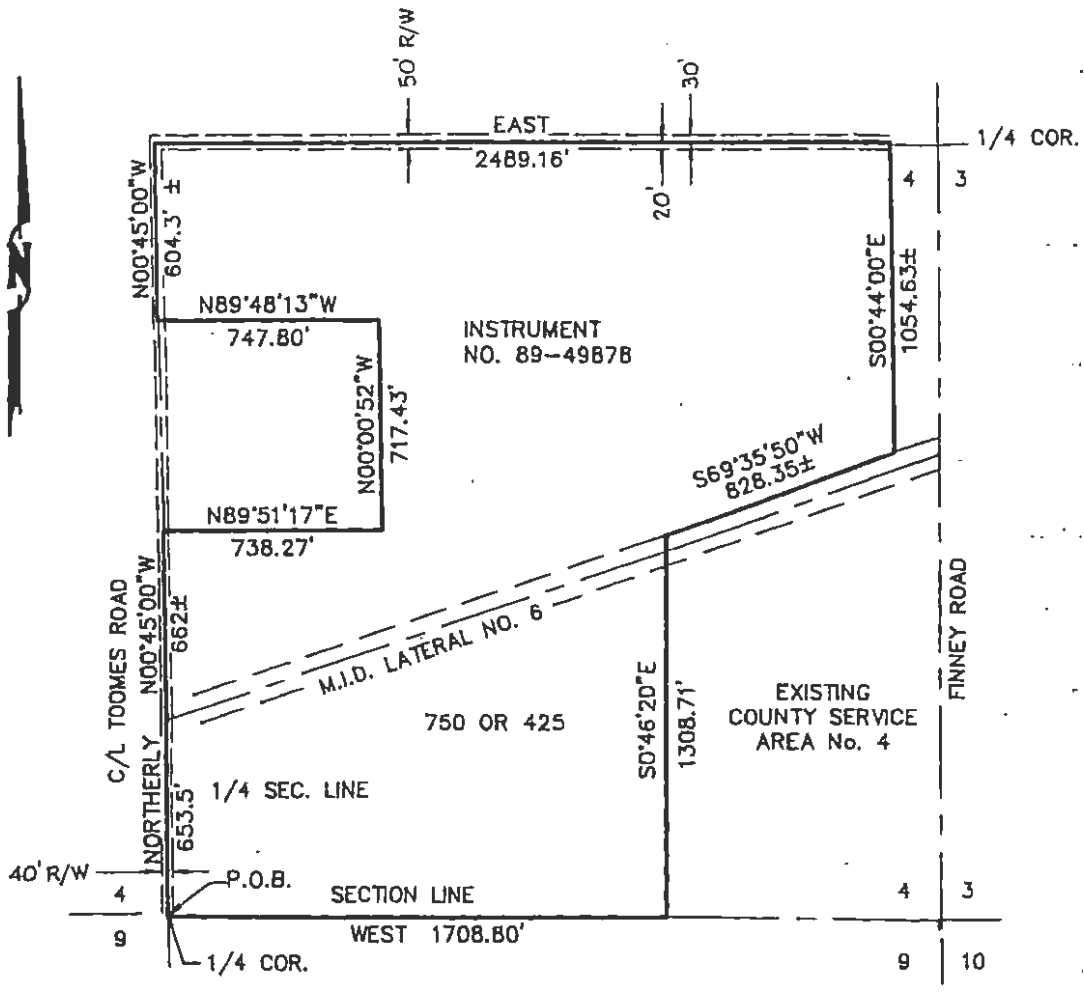 50' R/W
30'
EAST
2489.16'
20'
1/4 COR.
4
3
N
N00°45'00"W
604.3' ±
S00°44'00"E
1054.63±
N89°48'13"W
747.80'
INSTRUMENT
NO. 89-49878
N00°00'52"W
717.43'
S69°35'50"W
828.35±
N89°51'17"E
738.27'
C/L TOOMES ROAD
NORTHERLY N00°45'00"W
653.5' 662±
M.I.D. LATERAL NO. 6
750 OR 425
S0°46'20"E
1308.71'
EXISTING
COUNTY SERVICE
AREA No. 4
FINNEY ROAD
1/4 SEC. LINE
40' R/W
P.O.B.
4
SECTION LINE
4
3
9
WEST 1708.80'
1/4 COR.
9
10